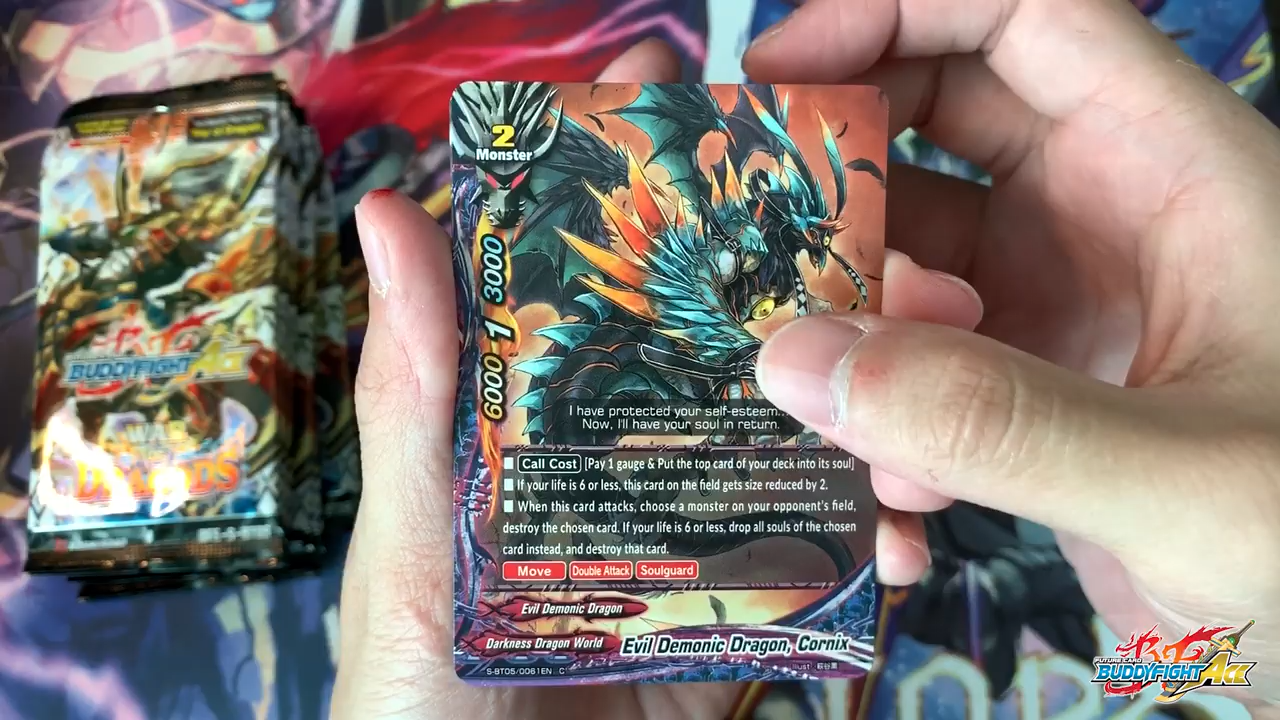 2
Monster
3000
1
6000
I have protected your self-esteem...
Now, I'll have your soul in return.
Call Cost [Pay 1 gauge & Put the top card of your deck into its soul]
If your life is 6 or less, this card on the field gets size reduced by 2.
When this card attacks, choose a monster on your opponent's field,
destroy the chosen card. If your life is 6 or less, drop all souls of the chosen
card instead, and destroy that card.
Move Double Attack Soulguard
Evil Demonic Dragon
Darkness Dragon World Evil Demonic Dragon, Cornix
S-BT05/0061EN C
BUDDYFIGHT Ace
DRAGODS
FUTURE CARD
BUDDYFIGHT Ace